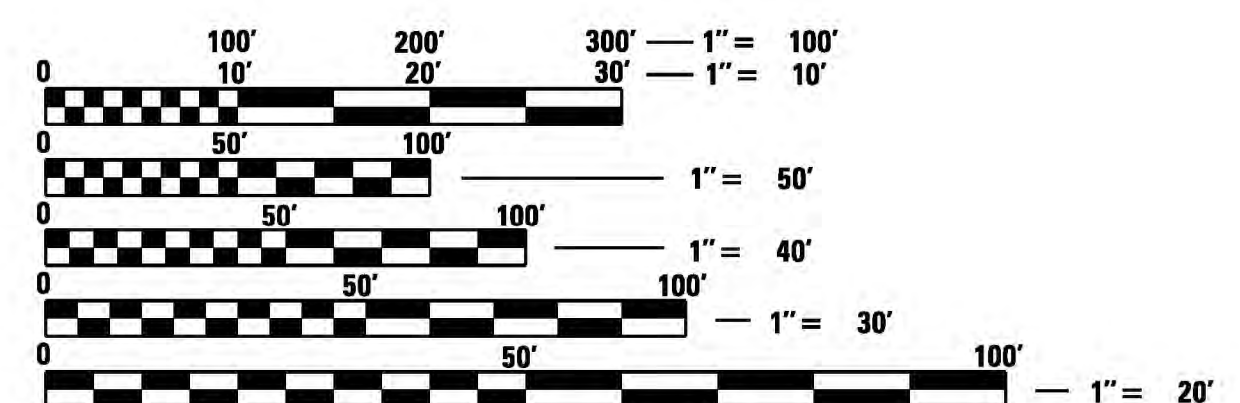 100′ 200′ 300′ — 1″ = 100′
0 10′ 20′ 30′ — 1″ = 10′
0 50′ 100′
1″ = 50′
0 50′ 100′
1″ = 40′
0 50′ 100′
1″ = 30′
0 50′ 100′
1″ = 20′